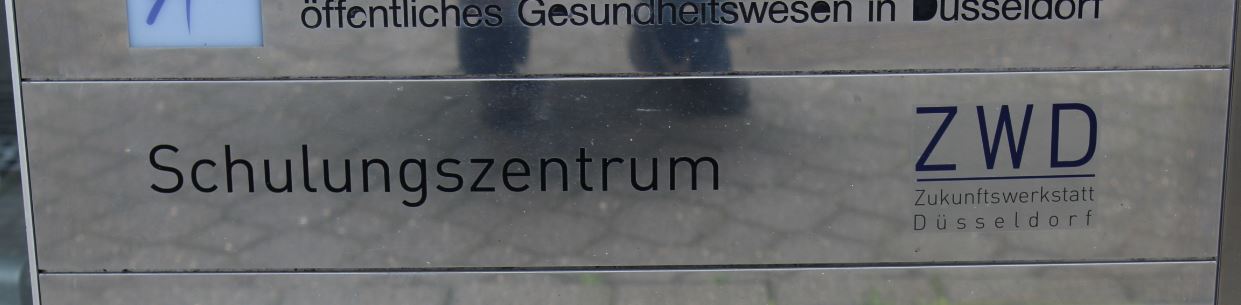 öffentliches Gesundheitswesen in Düsseldorf
Schulungszentrum
ZWD
Zukunftswerkstatt
Düsseldorf